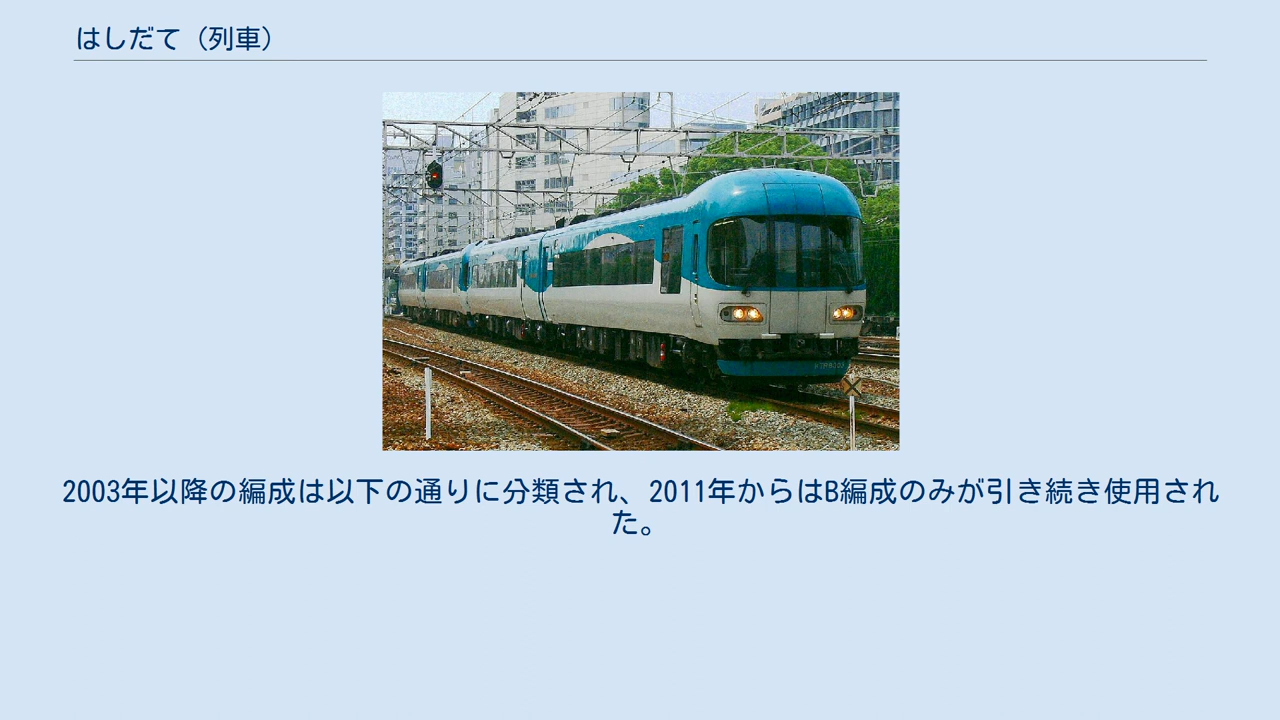 はしだて（列車）
2003年以降の編成は以下の通りに分類され、2011年からはB編成のみが引き続き使用され
た。